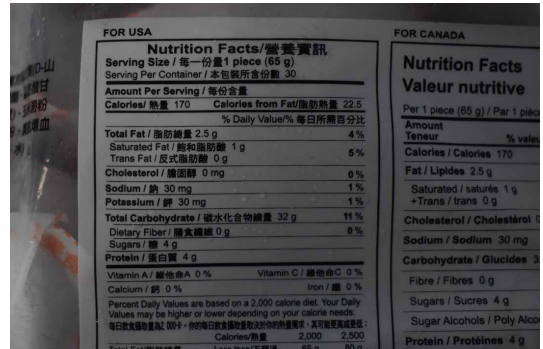 FOR USA
Nutrition Facts/營養資訊
Serving Size / 每一份量1 piece (65 g)
Serving Per Container / 本包裝所含份數 30
Amount Per Serving / 每份含量
Calories/ 熱量 170 Calories from Fat/脂肪熱量 22.5
% Daily Value/% 每日所需百分比
Total Fat / 脂肪總量 2.5 g 4%
Saturated Fat / 飽和脂肪酸 1 g 5%
Trans Fat / 反式脂肪酸 0 g
Cholesterol / 膽固醇 0 mg 0%
Sodium / 鈉 30 mg 1%
Potassium / 鉀 30 mg 1%
Total Carbohydrate / 碳水化合物總量 32 g 11%
Dietary Fiber / 膳食纖維 0 g 0%
Sugars / 糖 4 g
Protein / 蛋白質 4 g
Vitamin A / 維他命A 0 % Vitamin C / 維他命C 0 %
Calcium / 鈣 0 % Iron / 鐵 0 %
Percent Daily Values are based on a 2,000 calorie diet. Your Daily
Values may be higher or lower depending on your calorie needs:
Calories/熱量 2,000 2,500
FOR CANADA
Nutrition Facts
Valeur nutritive
Per 1 piece (65 g) / Par 1
Amount
Teneur %
Calories / Calories 170
Fat / Lipides 2.5 g
Saturated / saturés 1 g
+Trans / trans 0 g
Cholesterol / Cholestérol
Sodium / Sodium 30 mg
Carbohydrate / Glucides
Fibre / Fibres 0 g
Sugars / Sucres 4 g
Sugar Alcohols /
Protein / Protéines 4 g